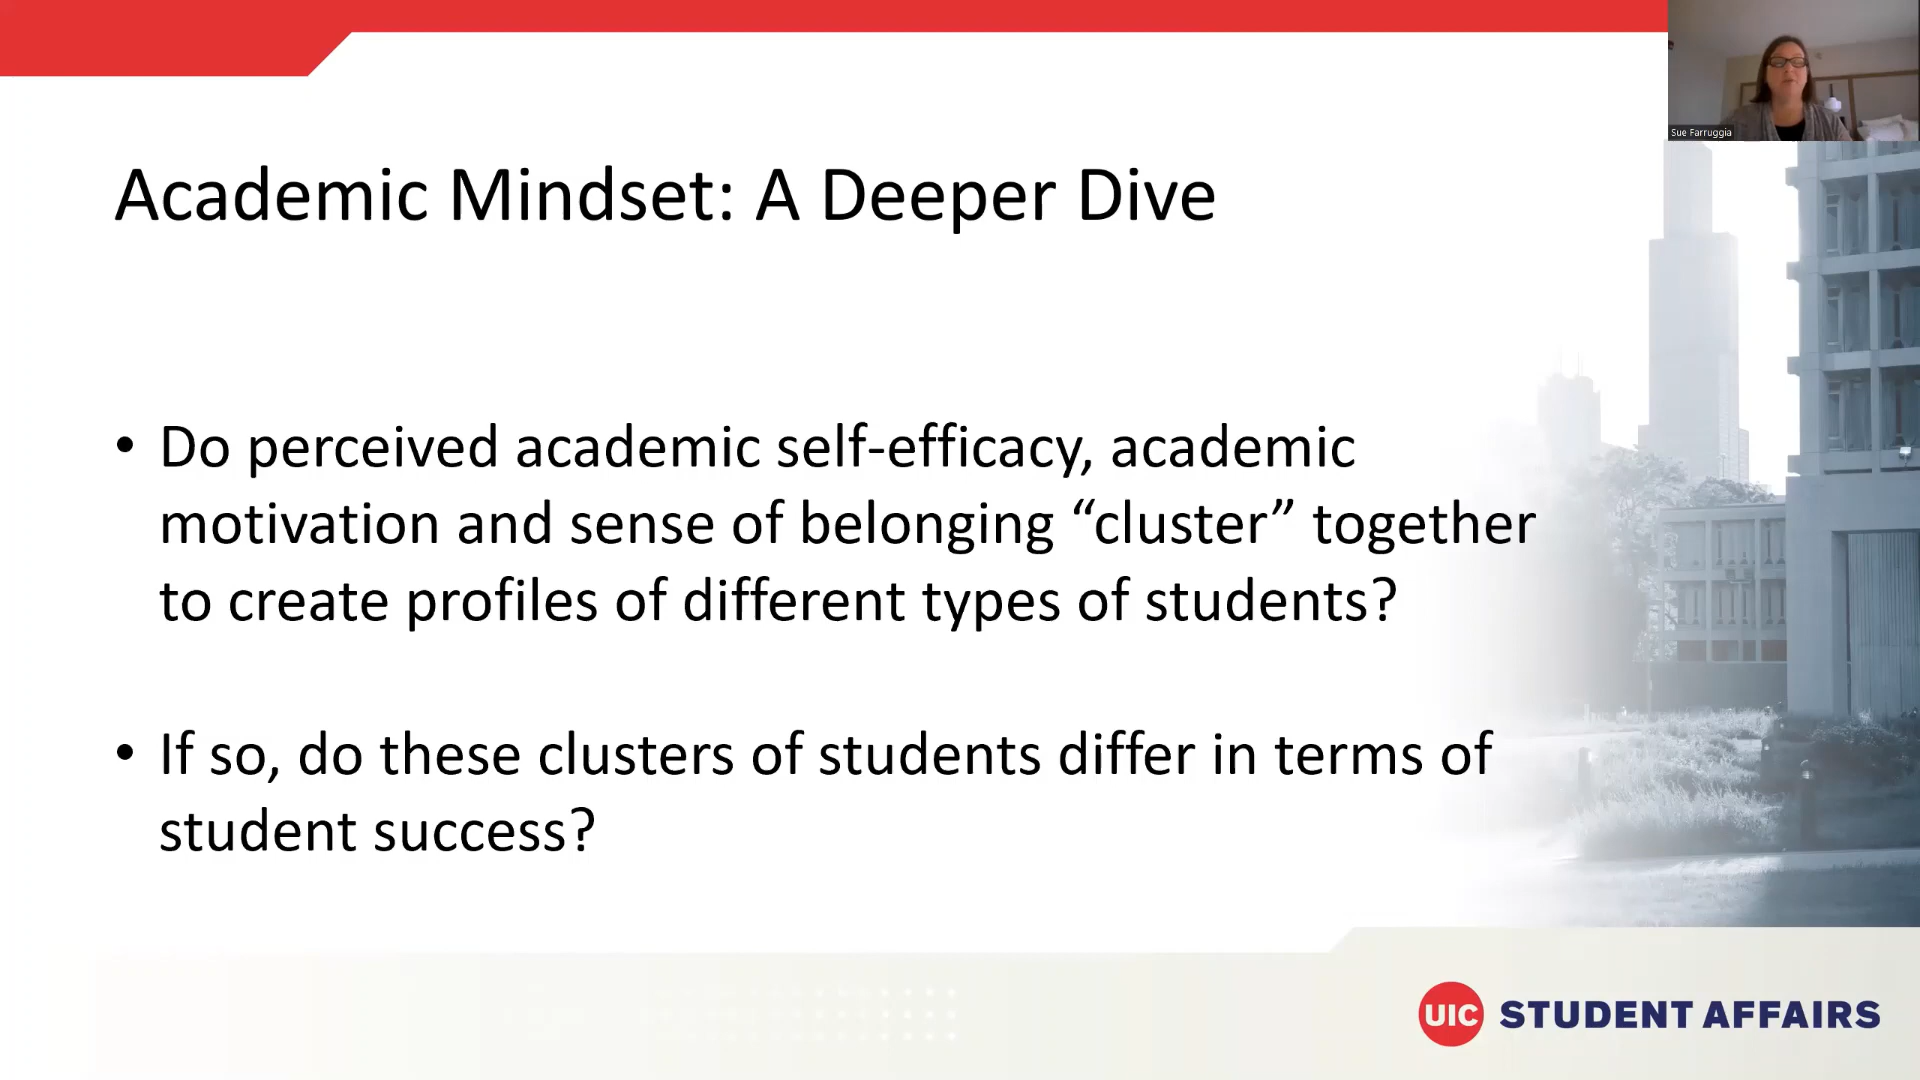 Sue Farruggia
Academic Mindset: A Deeper Dive
• Do perceived academic self-efficacy, academic
motivation and sense of belonging “cluster” together
to create profiles of different types of students?
• If so, do these clusters of students differ in terms of
student success?
UIC STUDENT AFFAIRS